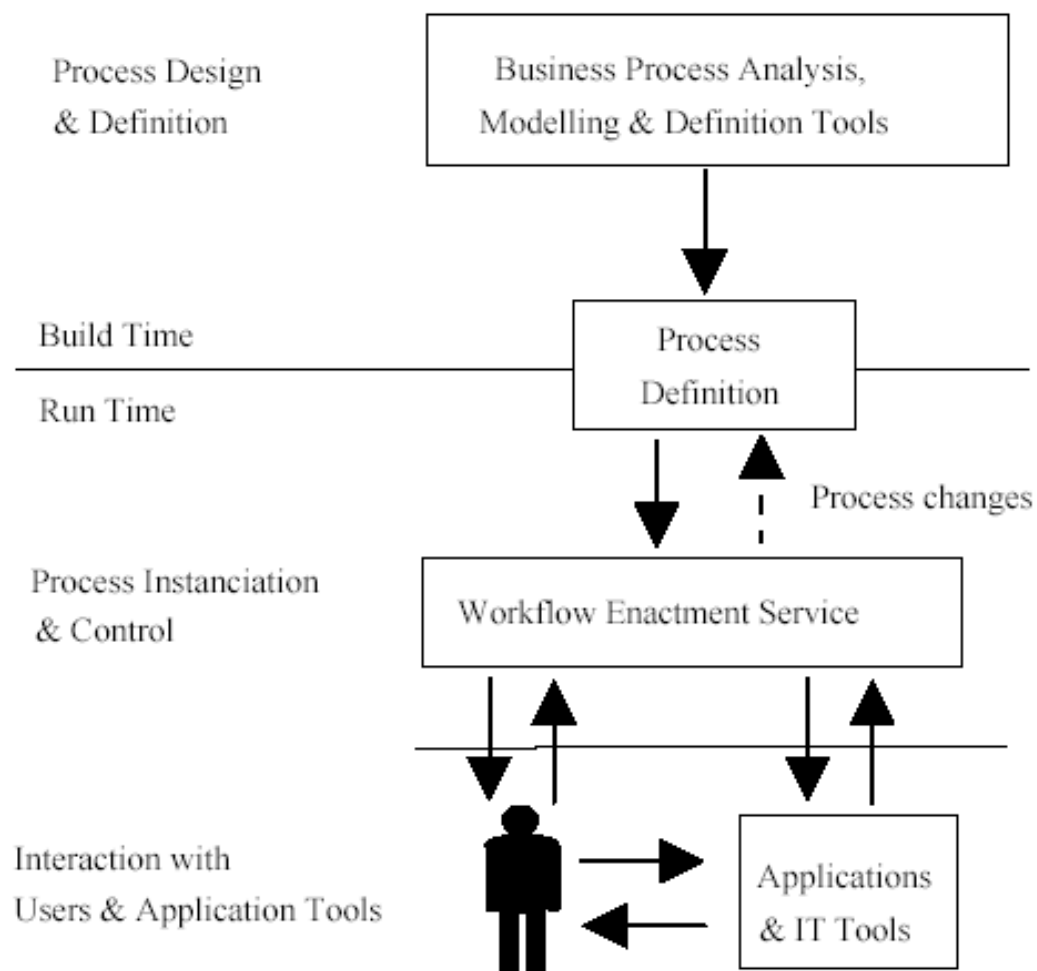 Process Design
& Definition
Business Process Analysis,
Modelling & Definition Tools
Build Time
Process
Definition
Run Time
Process changes
Process Instanciation
& Control
Workflow Enactment Service
Interaction with
Users & Application Tools
Applications
& IT Tools